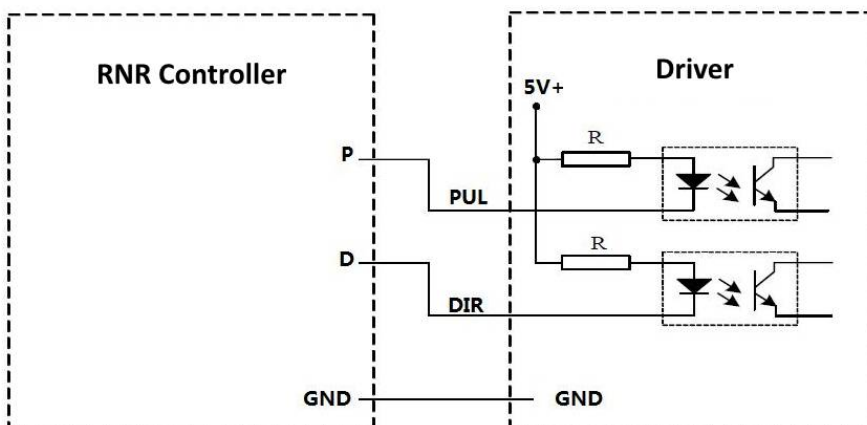 RNR Controller
Driver
5V+
R
P
PUL
R
D
DIR
GND
GND